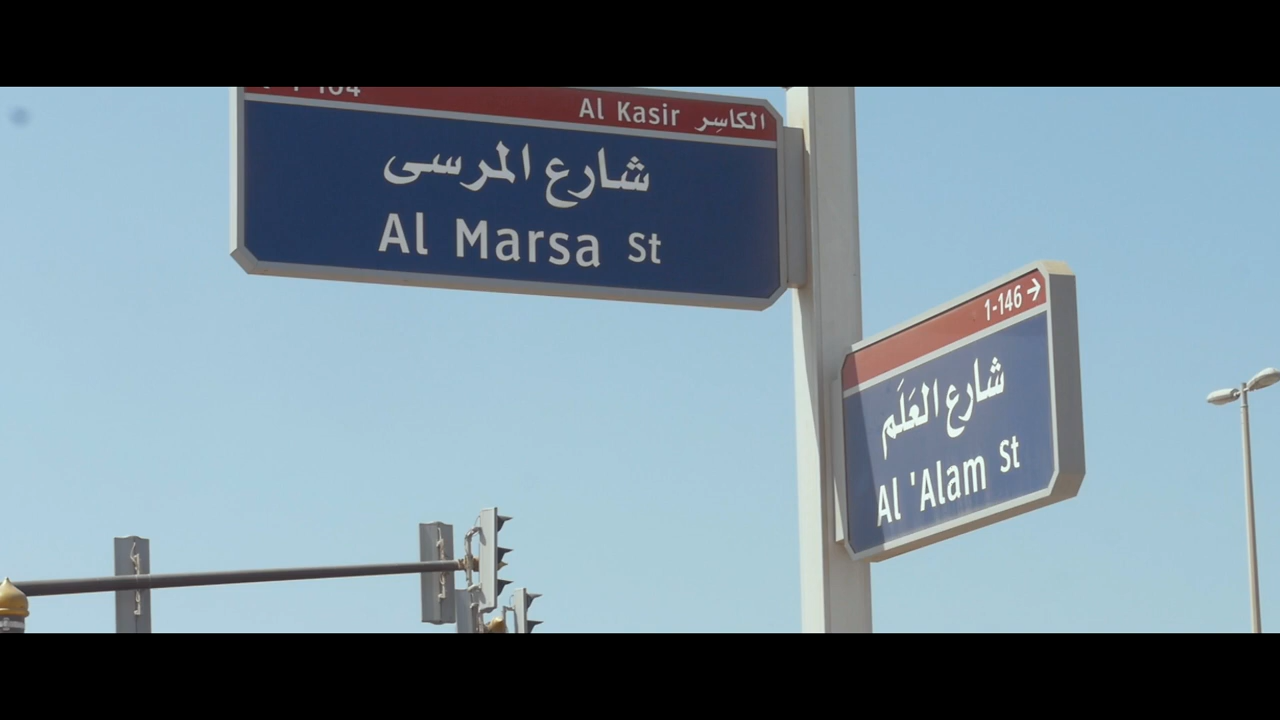 Al Kasir الكاسِر
شارع المرسى
Al Marsa St
1-146 →
شارع العَلَم
Al 'Alam St